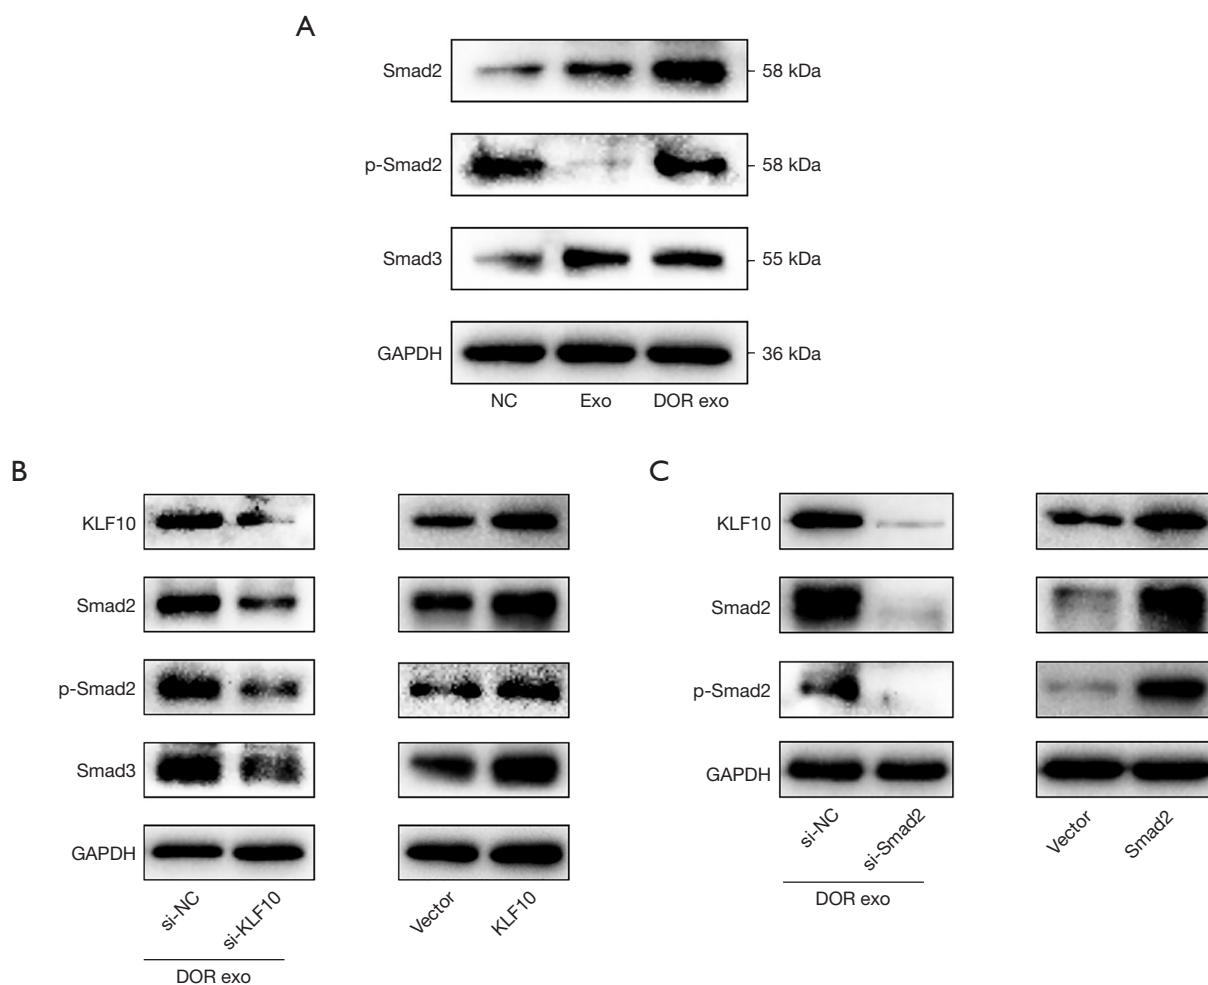 A
Smad2
58 kDa
p-Smad2
58 kDa
Smad3
55 kDa
GAPDH
36 kDa
NC Exo DOR exo
B
KLF10
Smad2
p-Smad2
Smad3
GAPDH
si-NC si-KLF10 Vector KLF10
DOR exo
C
KLF10
Smad2
p-Smad2
GAPDH
si-NC si-Smad2 Vector Smad2
DOR exo